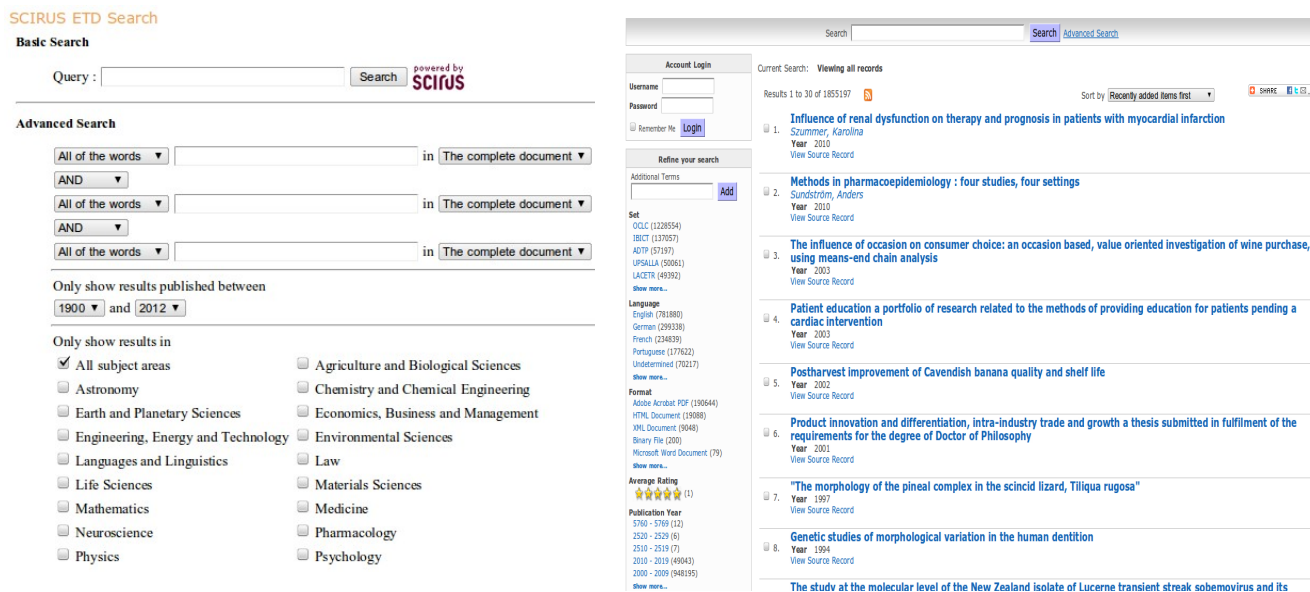 SCIRUS ETD Search
Basic Search
Query :
Search
powered by
SCIRUS
Advanced Search
All of the words
in
The complete document
AND
All of the words
in
The complete document
AND
All of the words
in
The complete document
Only show results published between
1900 and 2012
Only show results in
All subject areas
Agriculture and Biological Sciences
Astronomy
Chemistry and Chemical Engineering
Earth and Planetary Sciences
Economics, Business and Management
Engineering, Energy and Technology
Environmental Sciences
Languages and Linguistics
Law
Life Sciences
Materials Sciences
Mathematics
Medicine
Neuroscience
Pharmacology
Physics
Psychology
Search
Search
Advanced Search
Account Login
Username
Password
Remember Me
Login
Refine your search
Additional Terms
Add
Set
OCLC (1228554)
IBICT (137057)
ADTP (57197)
UPSALLA (50061)
LACETR (49392)
Show more...
Language
English (781880)
German (299338)
French (234839)
Portuguese (177622)
Undetermined (70217)
Show more...
Format
Adobe Acrobat PDF (190644)
HTML Document (19088)
XML Document (9048)
Binary File (200)
Microsoft Word Document (79)
Show more...
Average Rating
(1)
Publication Year
5760 - 5769 (12)
2520 - 2529 (6)
2510 - 2519 (7)
2010 - 2019 (49043)
2000 - 2009 (948195)
Show more...
Current Search: Viewing all records
Results 1 to 30 of 1855197
Sort by Recently added items first
SHARE
1. Influence of renal dysfunction on therapy and prognosis in patients with myocardial infarction
Szummer, Karolina
Year 2010
View Source Record
2. Methods in pharmacoepidemiology : four studies, four settings
Sundström, Anders
Year 2010
View Source Record
3. The influence of occasion on consumer choice: an occasion based, value oriented investigation of wine purchase,
using means-end chain analysis
Year 2003
View Source Record
4. Patient education a portfolio of research related to the methods of providing education for patients pending a
cardiac intervention
Year 2003
View Source Record
5. Postharvest improvement of Cavendish banana quality and shelf life
Year 2002
View Source Record
6. Product innovation and differentiation, intra-industry trade and growth a thesis submitted in fulfilment of the
requirements for the degree of Doctor of Philosophy
Year 2001
View Source Record
7. "The morphology of the pineal complex in the scincid lizard, Tiliqua rugosa"
Year 1997
View Source Record
8. Genetic studies of morphological variation in the human dentition
Year 1994
View Source Record
The study at the molecular level of the New Zealand isolate of Lucerne transient streak sobemovirus and its